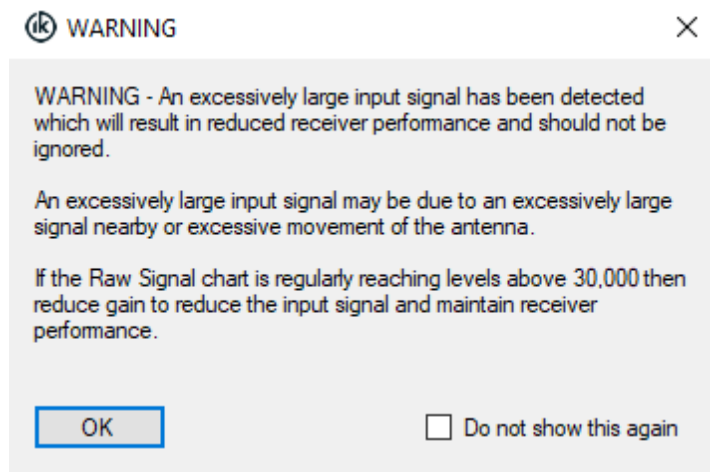 ik WARNING
WARNING - An excessively large input signal has been detected
which will result in reduced receiver performance and should not be
ignored.
An excessively large input signal may be due to an excessively large
signal nearby or excessive movement of the antenna.
If the Raw Signal chart is regularly reaching levels above 30,000 then
reduce gain to reduce the input signal and maintain receiver
performance.
OK
Do not show this again